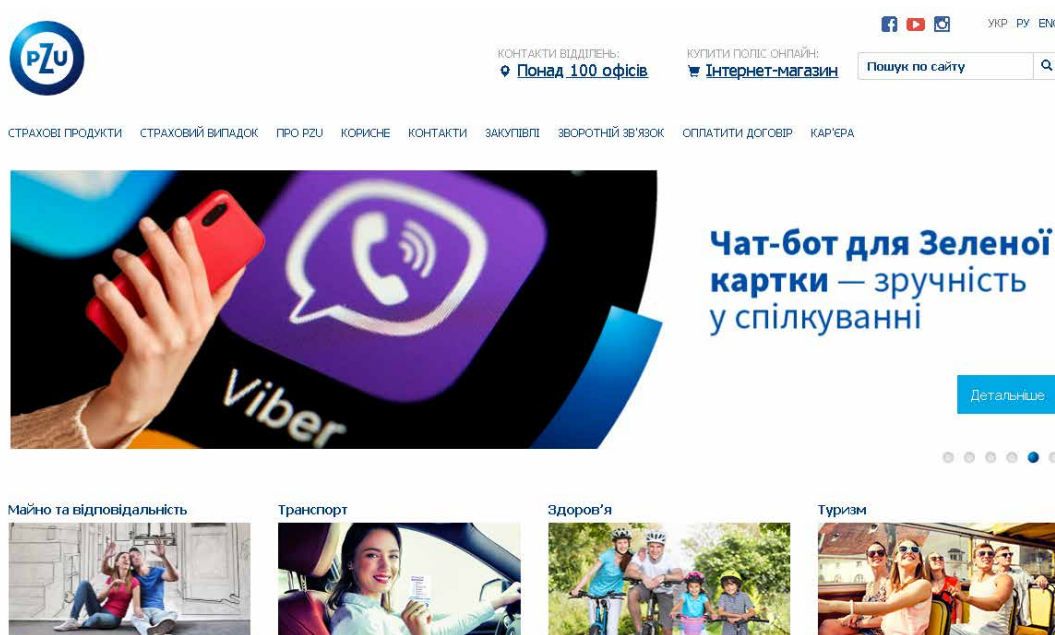 УКР РУ
PZU
КОНТАКТИ ВІДДІЛЕНЬ:
КУПИТИ ПОЛІС ОНЛАЙН:
Понад 100 офісів
Інтернет-магазин
Пошук по сайту
СТРАХОВІ ПРОДУКТИ СТРАХОВИЙ ВИПАДОК ПРО PZU КОРИСНЕ КОНТАКТИ ЗАКУПІВЛІ ЗВОРОТНІЙ ЗВ'ЯЗОК ОПЛАТИТИ ДОГОВІР КАР'ЄРА
Viber
Чат-бот для Зеленої
картки — зручність
у спілкуванні
Детальніше
Майно та відповідальність
Транспорт
Здоров'я
Туризм